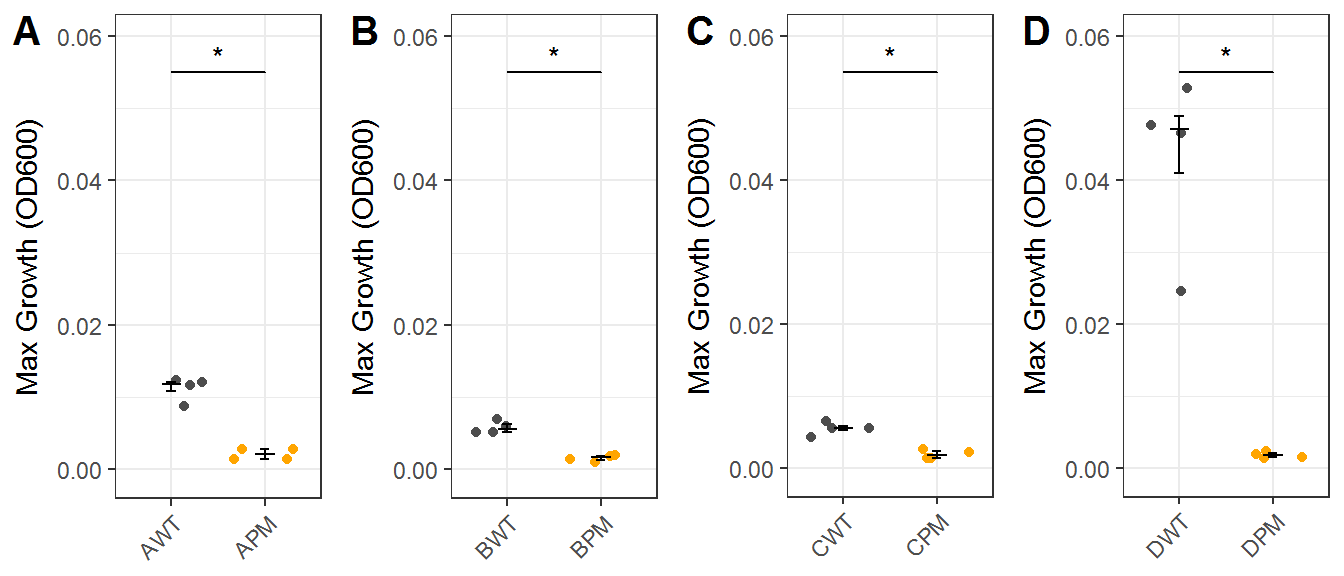 A
Max Growth (OD600)
0.06
0.04
0.02
0.00
*
AWT
APM
B
Max Growth (OD600)
0.06
0.04
0.02
0.00
*
BWT
BPM
C
Max Growth (OD600)
0.06
0.04
0.02
0.00
*
CWT
CPM
D
Max Growth (OD600)
0.06
0.04
0.02
0.00
*
DWT
DPM